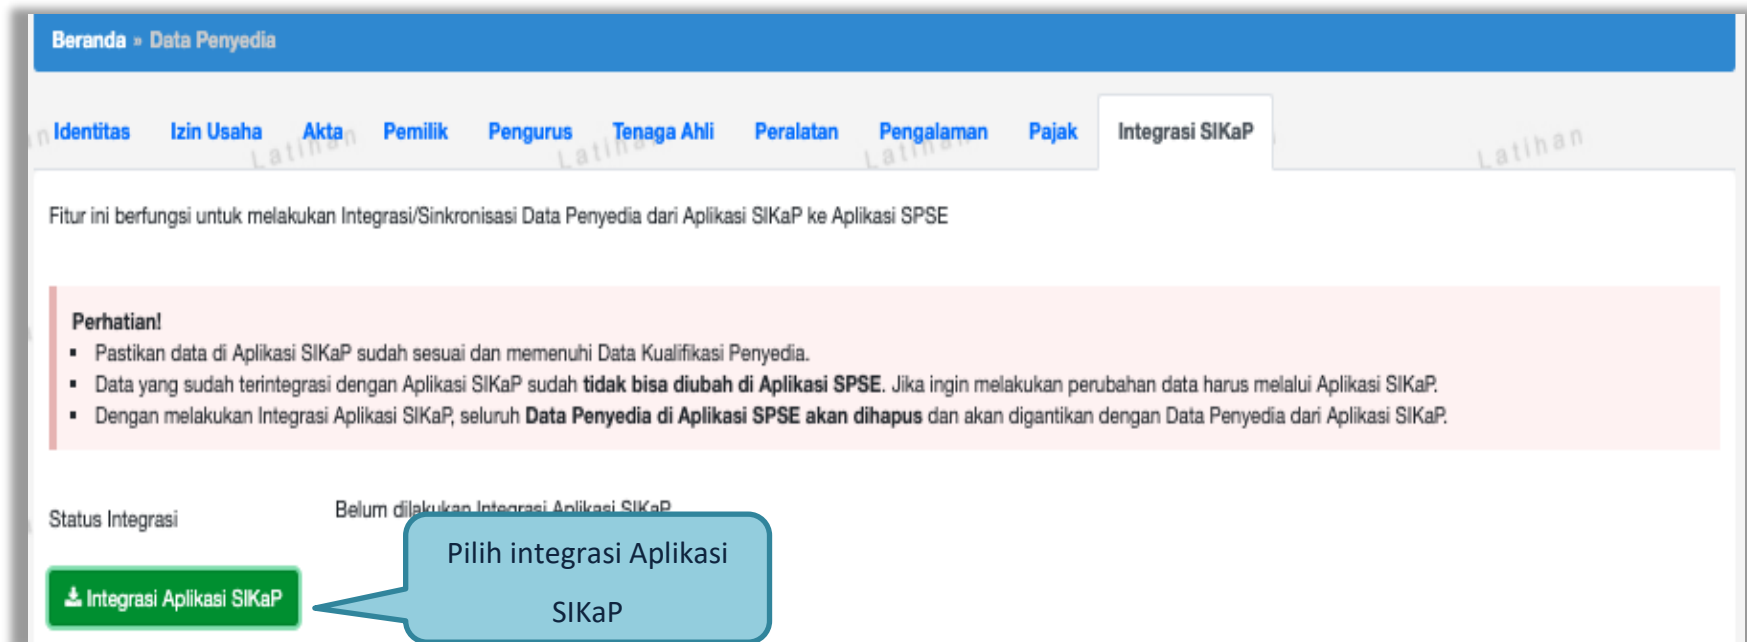 Beranda » Data Penyedia
Identitas Izin Usaha Akta Pemilik Pengurus Tenaga Ahli Peralatan Pengalaman Pajak Integrasi SIKaP
Latihan Latihan Latihan Latihan
Fitur ini berfungsi untuk melakukan Integrasi/Sinkronisasi Data Penyedia dari Aplikasi SIKaP ke Aplikasi SPSE
Perhatian!
▪ Pastikan data di Aplikasi SIKaP sudah sesuai dan memenuhi Data Kualifikasi Penyedia.
▪ Data yang sudah terintegrasi dengan Aplikasi SIKaP sudah tidak bisa diubah di Aplikasi SPSE. Jika ingin melakukan perubahan data harus melalui Aplikasi SIKaP.
▪ Dengan melakukan Integrasi Aplikasi SIKaP, seluruh Data Penyedia di Aplikasi SPSE akan dihapus dan akan digantikan dengan Data Penyedia dari Aplikasi SIKaP.
Status Integrasi Belum dilakukan Integrasi Aplikasi SIKaP
Pilih integrasi Aplikasi
SIKaP
Integrasi Aplikasi SIKaP